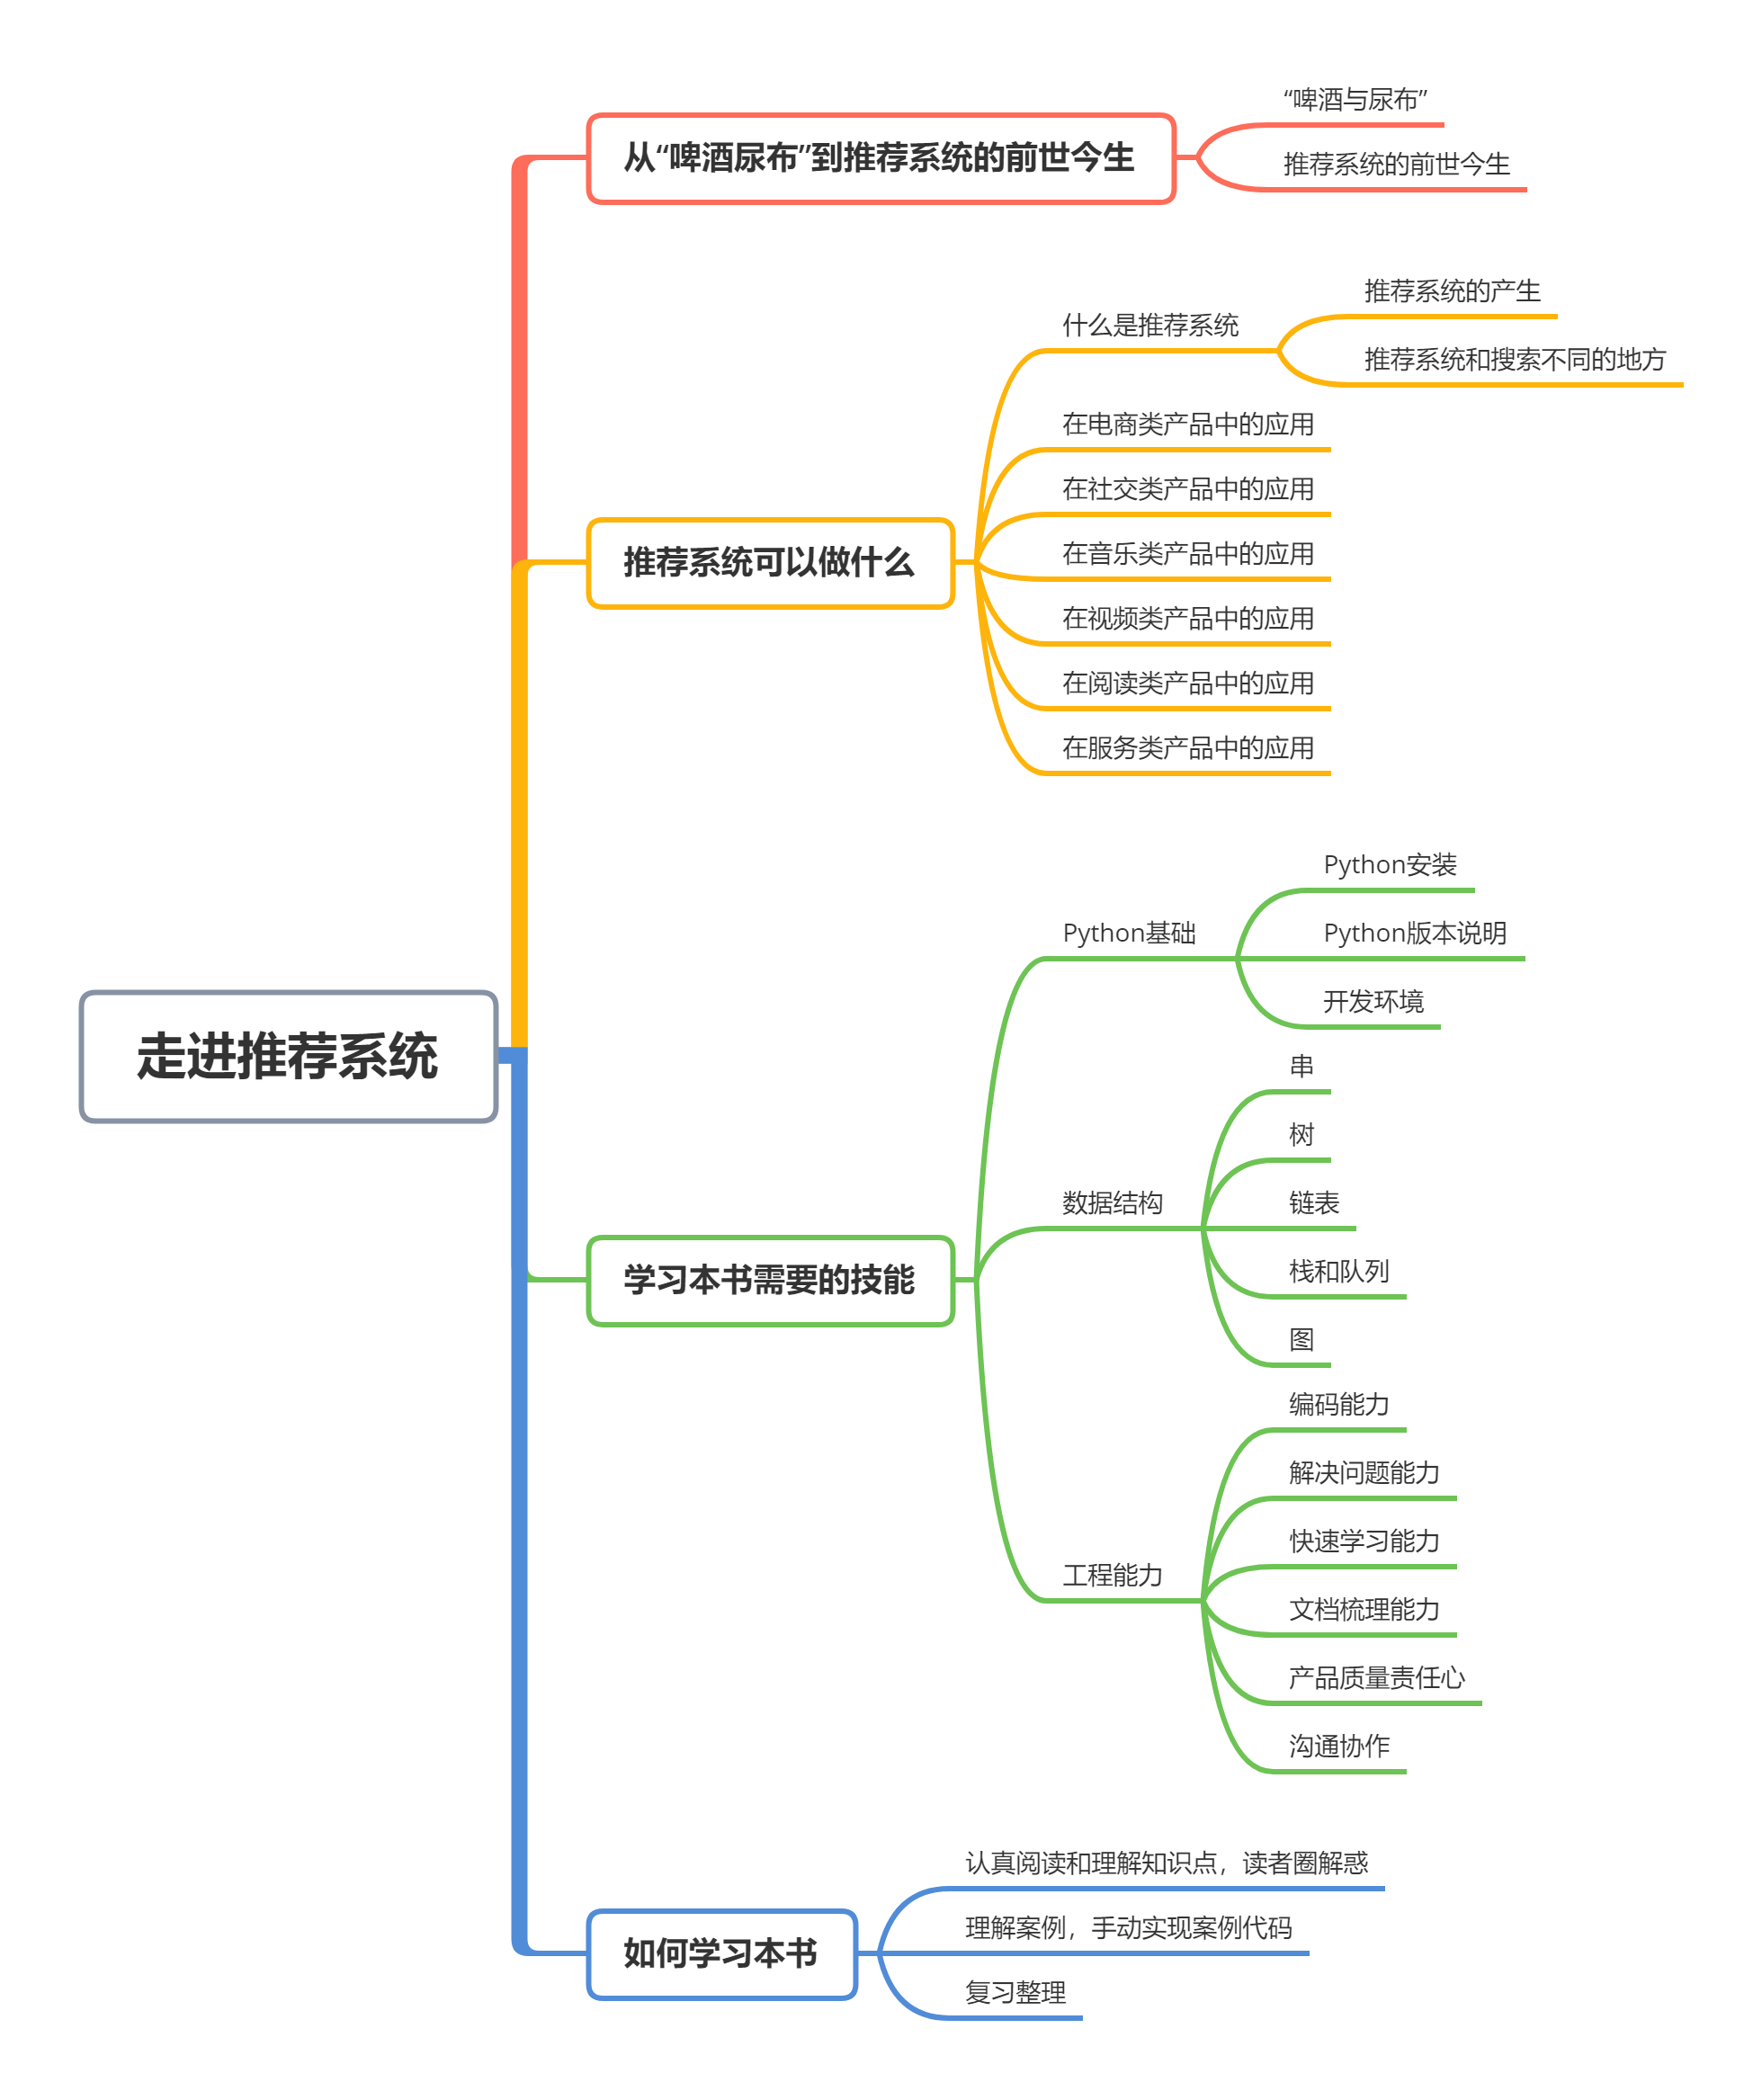 走进推荐系统
从“啤酒尿布”到推荐系统的前世今生
“啤酒与尿布”
推荐系统的前世今生
推荐系统可以做什么
什么是推荐系统
推荐系统的产生
推荐系统和搜索不同的地方
在电商类产品中的应用
在社交类产品中的应用
在音乐类产品中的应用
在视频类产品中的应用
在阅读类产品中的应用
在服务类产品中的应用
学习本书需要的技能
Python基础
Python安装
Python版本说明
开发环境
数据结构
串
树
链表
栈和队列
图
工程能力
编码能力
解决问题能力
快速学习能力
文档梳理能力
产品质量责任心
沟通协作
如何学习本书
认真阅读和理解知识点，读者圈解惑
理解案例，手动实现案例代码
复习整理